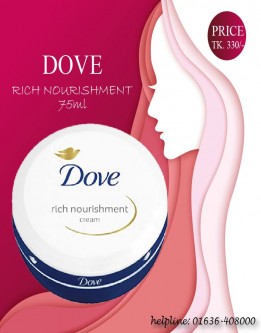 PRICE
TK. 330/-
DOVE
RICH NOURISHMENT
75ml
Dove
rich nourishment
cream
Dove
helpline: 01636-408000